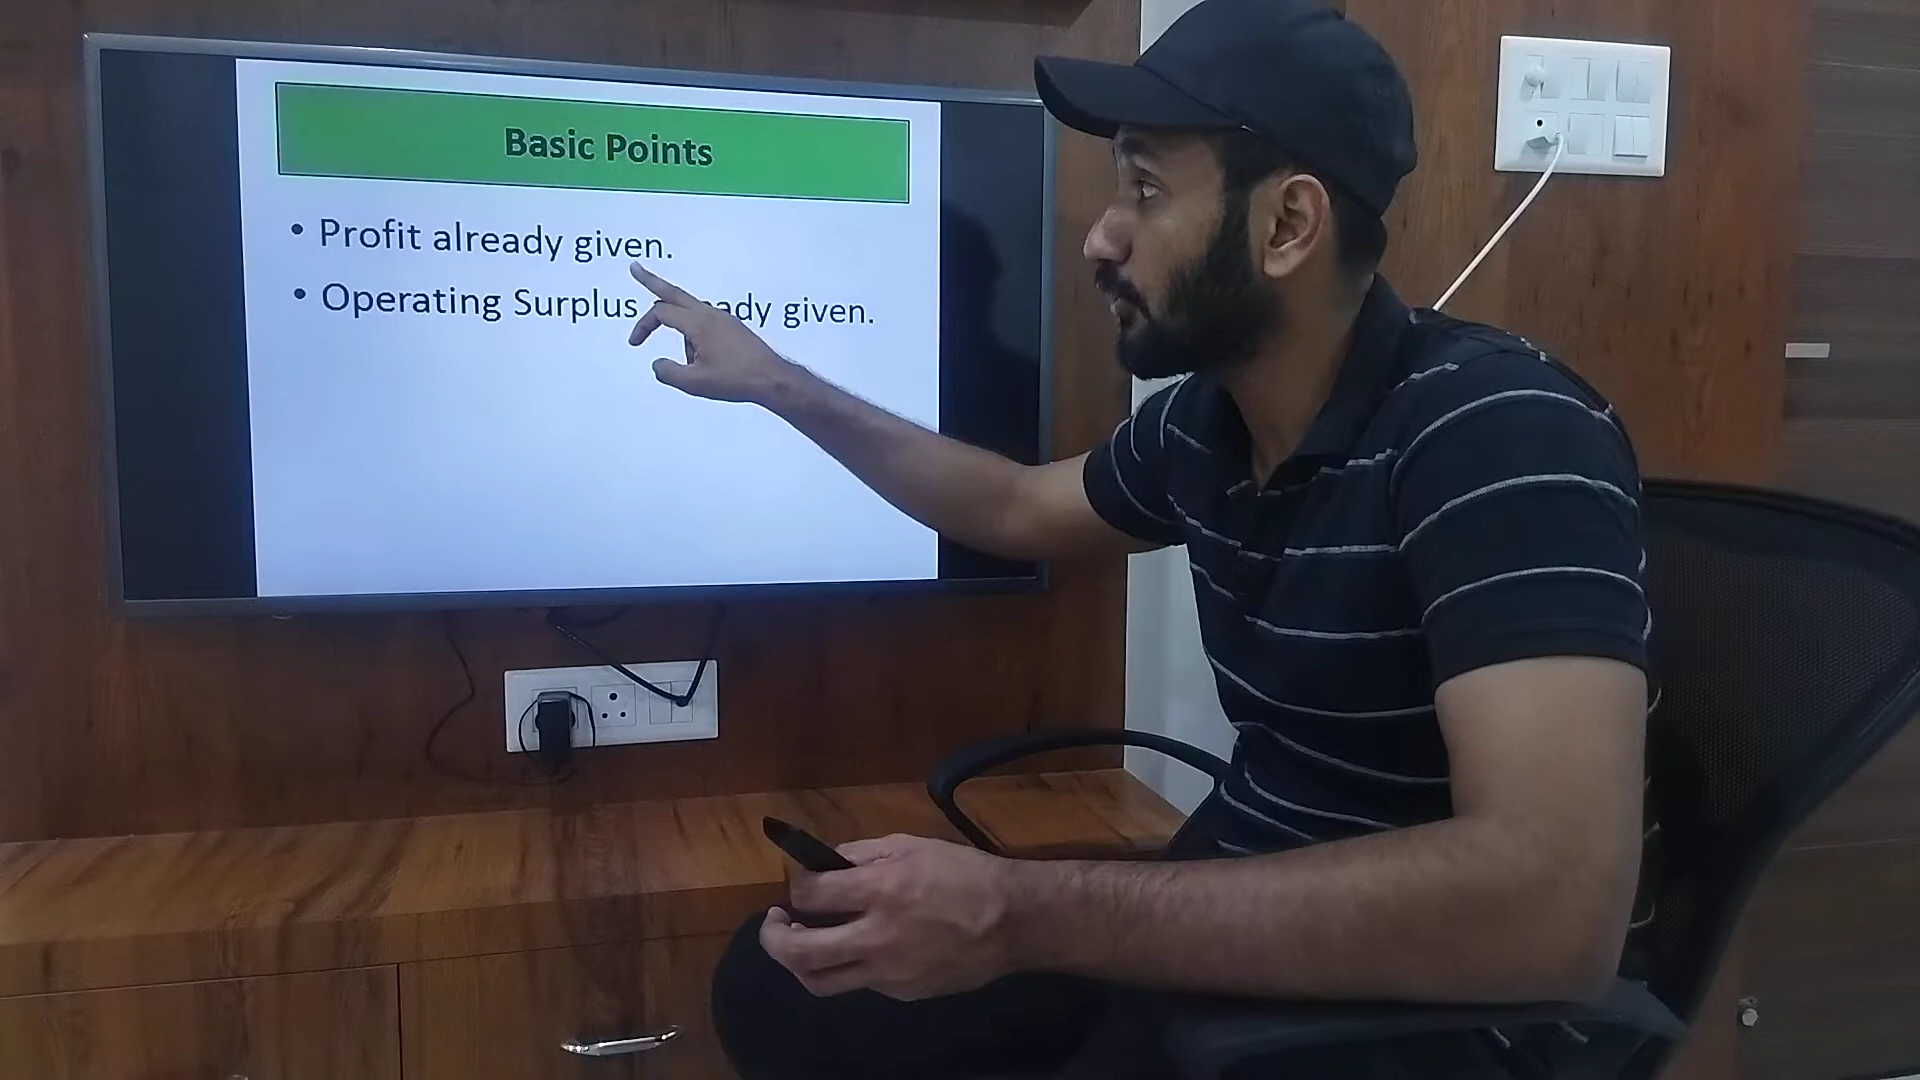 Basic Points
• Profit already given.
• Operating Surplus given.